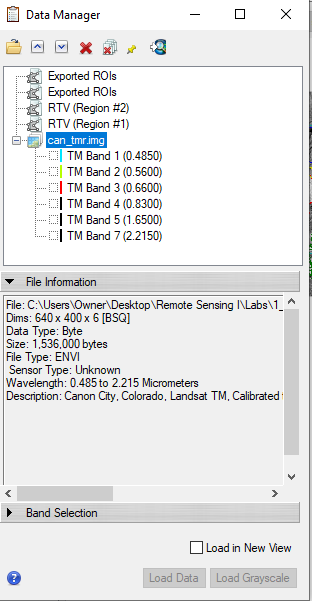 Data Manager
Exported ROIs
Exported ROIs
RTV (Region #2)
RTV (Region #1)
can_tmr.img
TM Band 1 (0.4850)
TM Band 2 (0.5600)
TM Band 3 (0.6600)
TM Band 4 (0.8300)
TM Band 5 (1.6500)
TM Band 7 (2.2150)
File Information
File: C:\Users\Owner\Desktop\Remote Sensing I\Labs\1_
Dims: 640 x 400 x 6 [BSQ]
Data Type: Byte
Size: 1,536,000 bytes
File Type: ENVI
Sensor Type: Unknown
Wavelength: 0.485 to 2.215 Micrometers
Description: Canon City, Colorado, Landsat TM, Calibrated
Band Selection
Load in New View
Load Data Load Grayscale